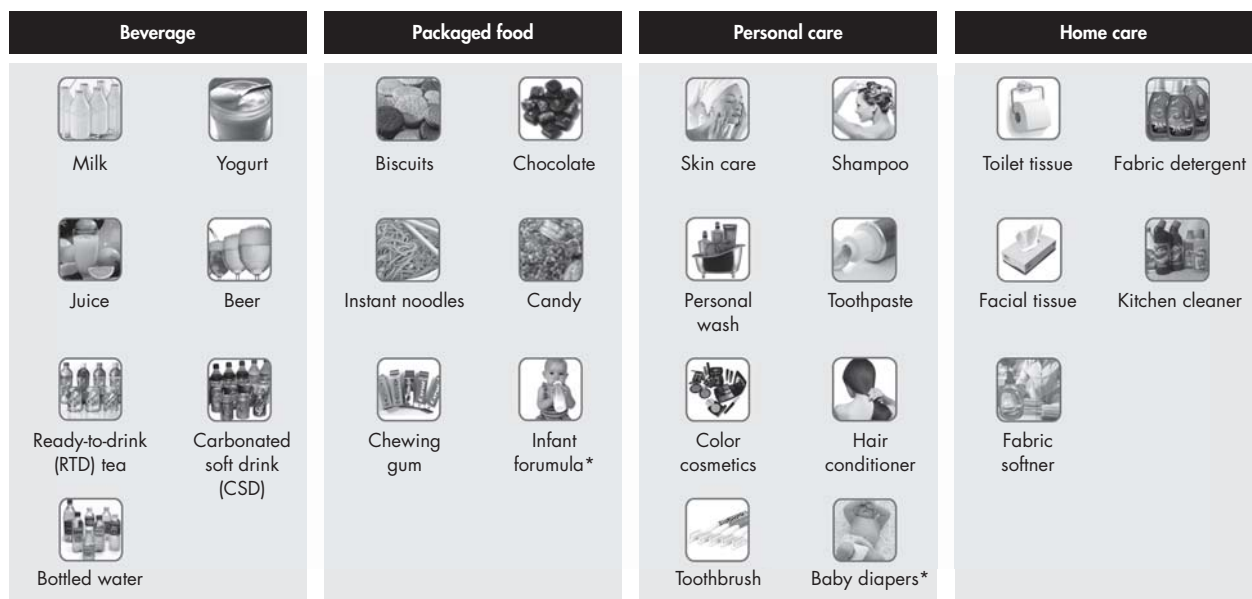 Beverage
Milk
Yogurt
Juice
Beer
Ready-to-drink
(RTD) tea
Carbonated
soft drink
(CSD)
Bottled water
Packaged food
Biscuits
Chocolate
Instant noodles
Candy
Chewing
gum
Infant
forumula*
Personal care
Skin care
Shampoo
Personal
wash
Toothpaste
Color
cosmetics
Hair
conditioner
Toothbrush
Baby diapers*
Home care
Toilet tissue
Fabric detergent
Facial tissue
Kitchen cleaner
Fabric
softner